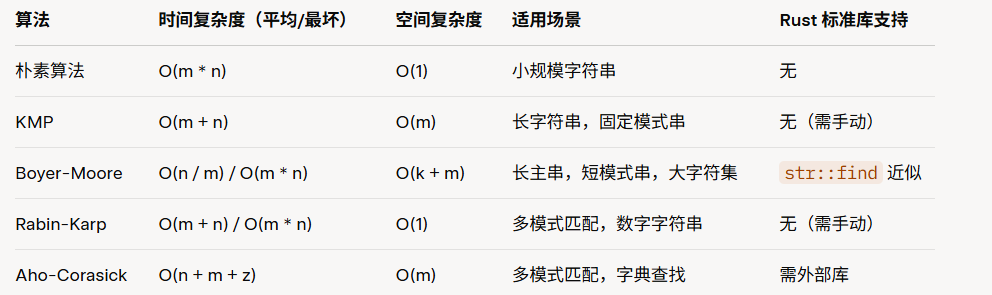 算法 时间复杂度（平均/最坏） 空间复杂度 适用场景 Rust 标准库支持
朴素算法 O(m * n) O(1) 小规模字符串 无
KMP O(m + n) O(m) 长字符串，固定模式串 无（需手动）
Boyer-Moore O(n / m) / O(m * n) O(k + m) 长主串，短模式串，大字符集 str::find 近似
Rabin-Karp O(m + n) / O(m * n) O(1) 多模式匹配，数字字符串 无（需手动）
Aho-Corasick O(n + m + z) O(m) 多模式匹配，字典查找 需外部库